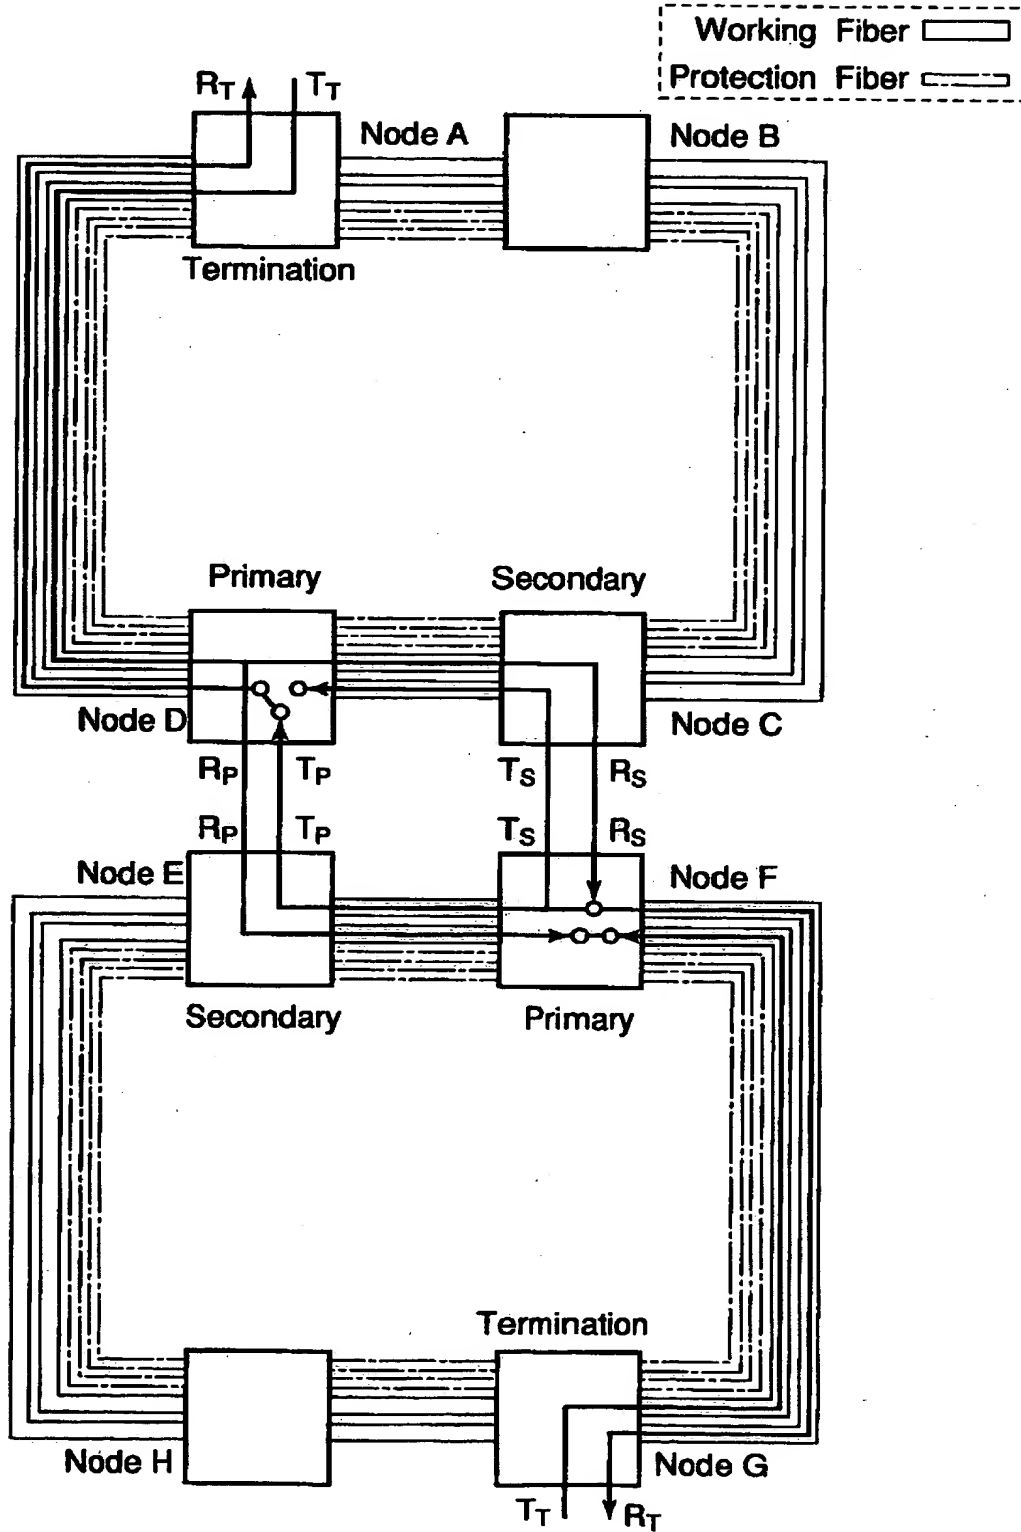 Working Fiber
Protection Fiber
RT TT
Node A
Node B
Termination
Primary
Secondary
Node D
Node C
RP TP
TS RS
RP TP
TS RS
Node E
Node F
Secondary
Primary
Termination
Node H
Node G
TT RT